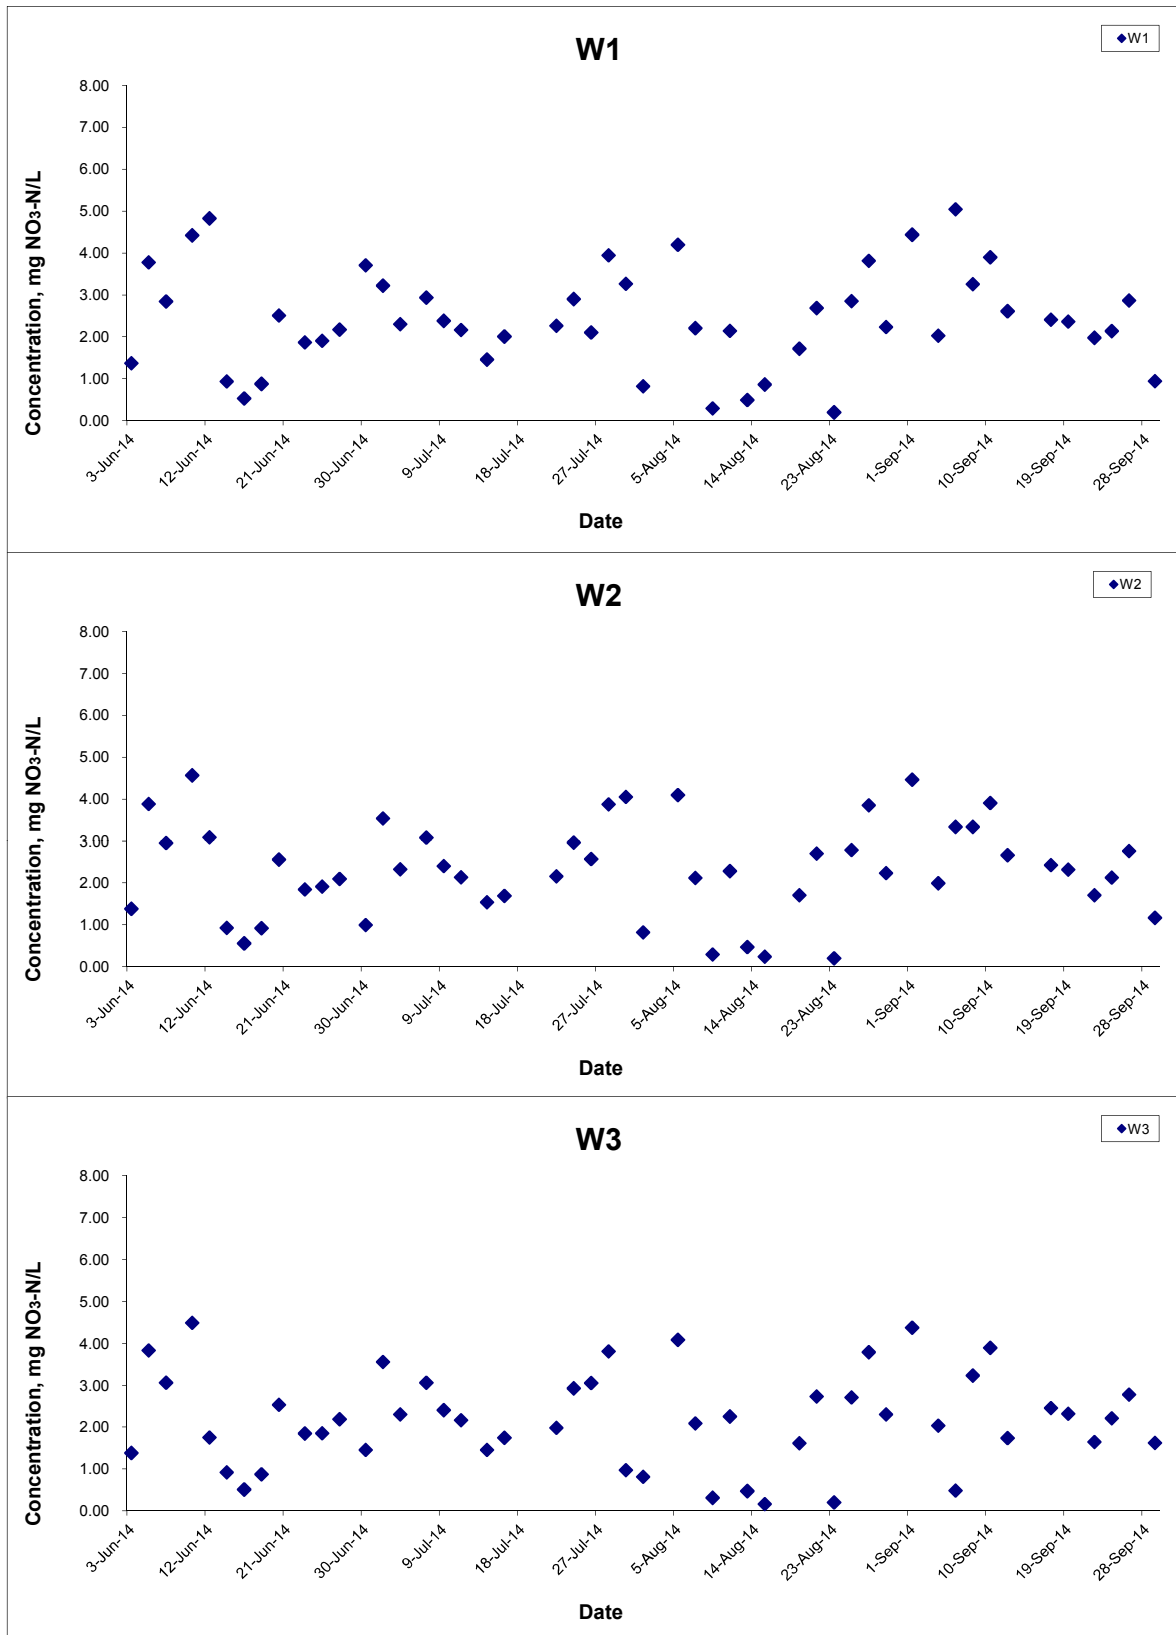 W1
W1
8.00
7.00
6.00
5.00
4.00
3.00
2.00
1.00
0.00
Concentration, mg NO3-N/L
3-Jun-14
12-Jun-14
21-Jun-14
30-Jun-14
9-Jul-14
18-Jul-14
27-Jul-14
5-Aug-14
14-Aug-14
23-Aug-14
1-Sep-14
10-Sep-14
19-Sep-14
28-Sep-14
Date
W2
W2
8.00
7.00
6.00
5.00
4.00
3.00
2.00
1.00
0.00
Concentration, mg NO3-N/L
3-Jun-14
12-Jun-14
21-Jun-14
30-Jun-14
9-Jul-14
18-Jul-14
27-Jul-14
5-Aug-14
14-Aug-14
23-Aug-14
1-Sep-14
10-Sep-14
19-Sep-14
28-Sep-14
Date
W3
W3
8.00
7.00
6.00
5.00
4.00
3.00
2.00
1.00
0.00
Concentration, mg NO3-N/L
3-Jun-14
12-Jun-14
21-Jun-14
30-Jun-14
9-Jul-14
18-Jul-14
27-Jul-14
5-Aug-14
14-Aug-14
23-Aug-14
1-Sep-14
10-Sep-14
19-Sep-14
28-Sep-14
Date